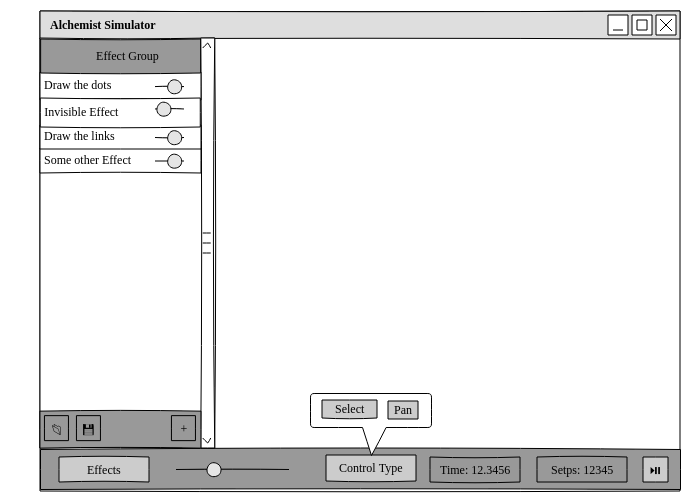 Alchemist Simulator
Effect Group
Draw the dots
Invisible Effect
Draw the links
Some other Effect
+
Select
Pan
Effects
Control Type
Time: 12.3456
Setps: 12345